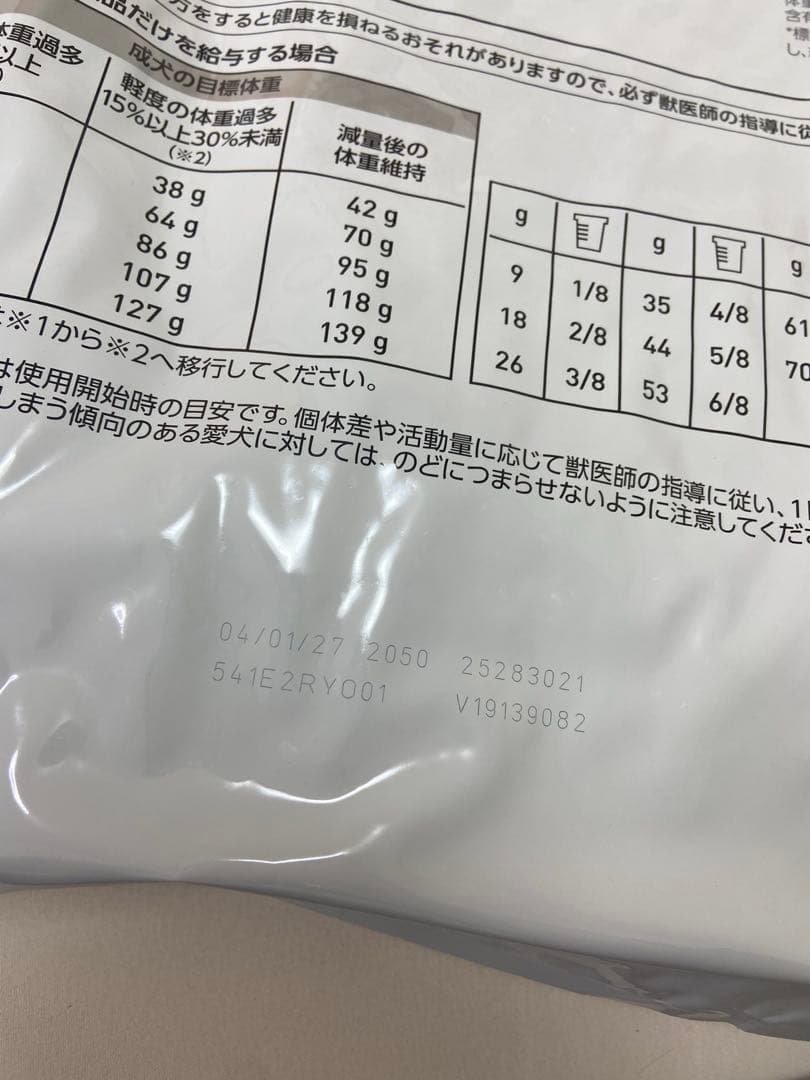 品だけを給与する場合
方をすると健康を損ねるおそれがありますので、必ず獣医師の指導に従
含有
*標
し、
体重過多
以上
成犬の目標体重
軽度の体重過多
15%以上30%未満
(※2)
減量後の
体重維持
38 g 42 g
64 g 70 g
86 g 95 g
107 g 118 g
127 g 139 g
g g g
9 1/8 35 4/8 61
18 2/8 44 5/8 70
26 3/8 53 6/8
※1から※2へ移行してください。
は使用開始時の目安です。個体差や活動量に応じて獣医師の指導に従い、1
しまう傾向のある愛犬に対しては、のどにつまらせないように注意してくださ
04/01/27 2050 25283021
541E2RY001 V19139082